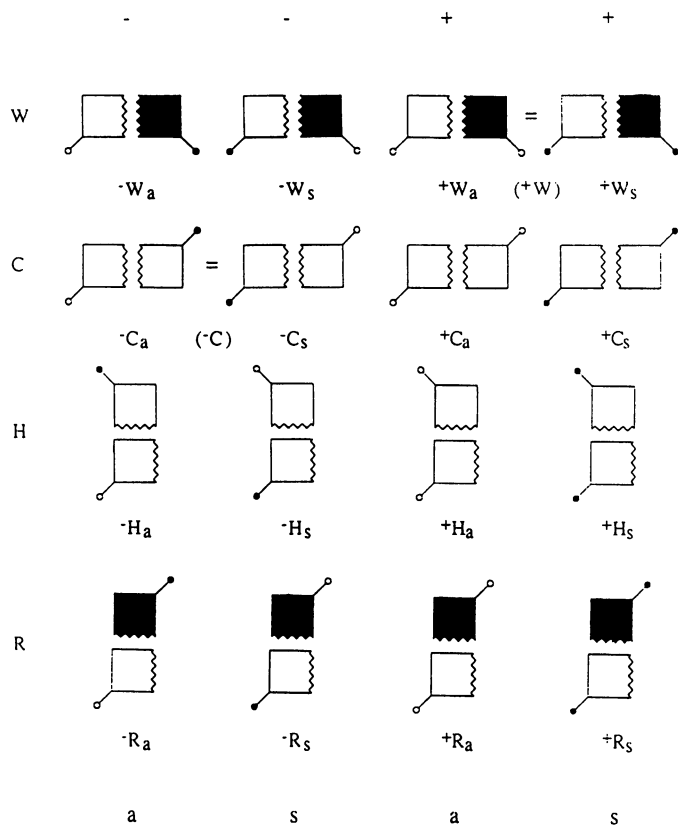 - - + +
W = 
-Wa -Ws +Wa (+W) +Ws
C =
-Ca (-C) -Cs +Ca +Cs
H
-Ha -Hs +Ha +Hs
R
-Ra -Rs +Ra +Rs
a s a s